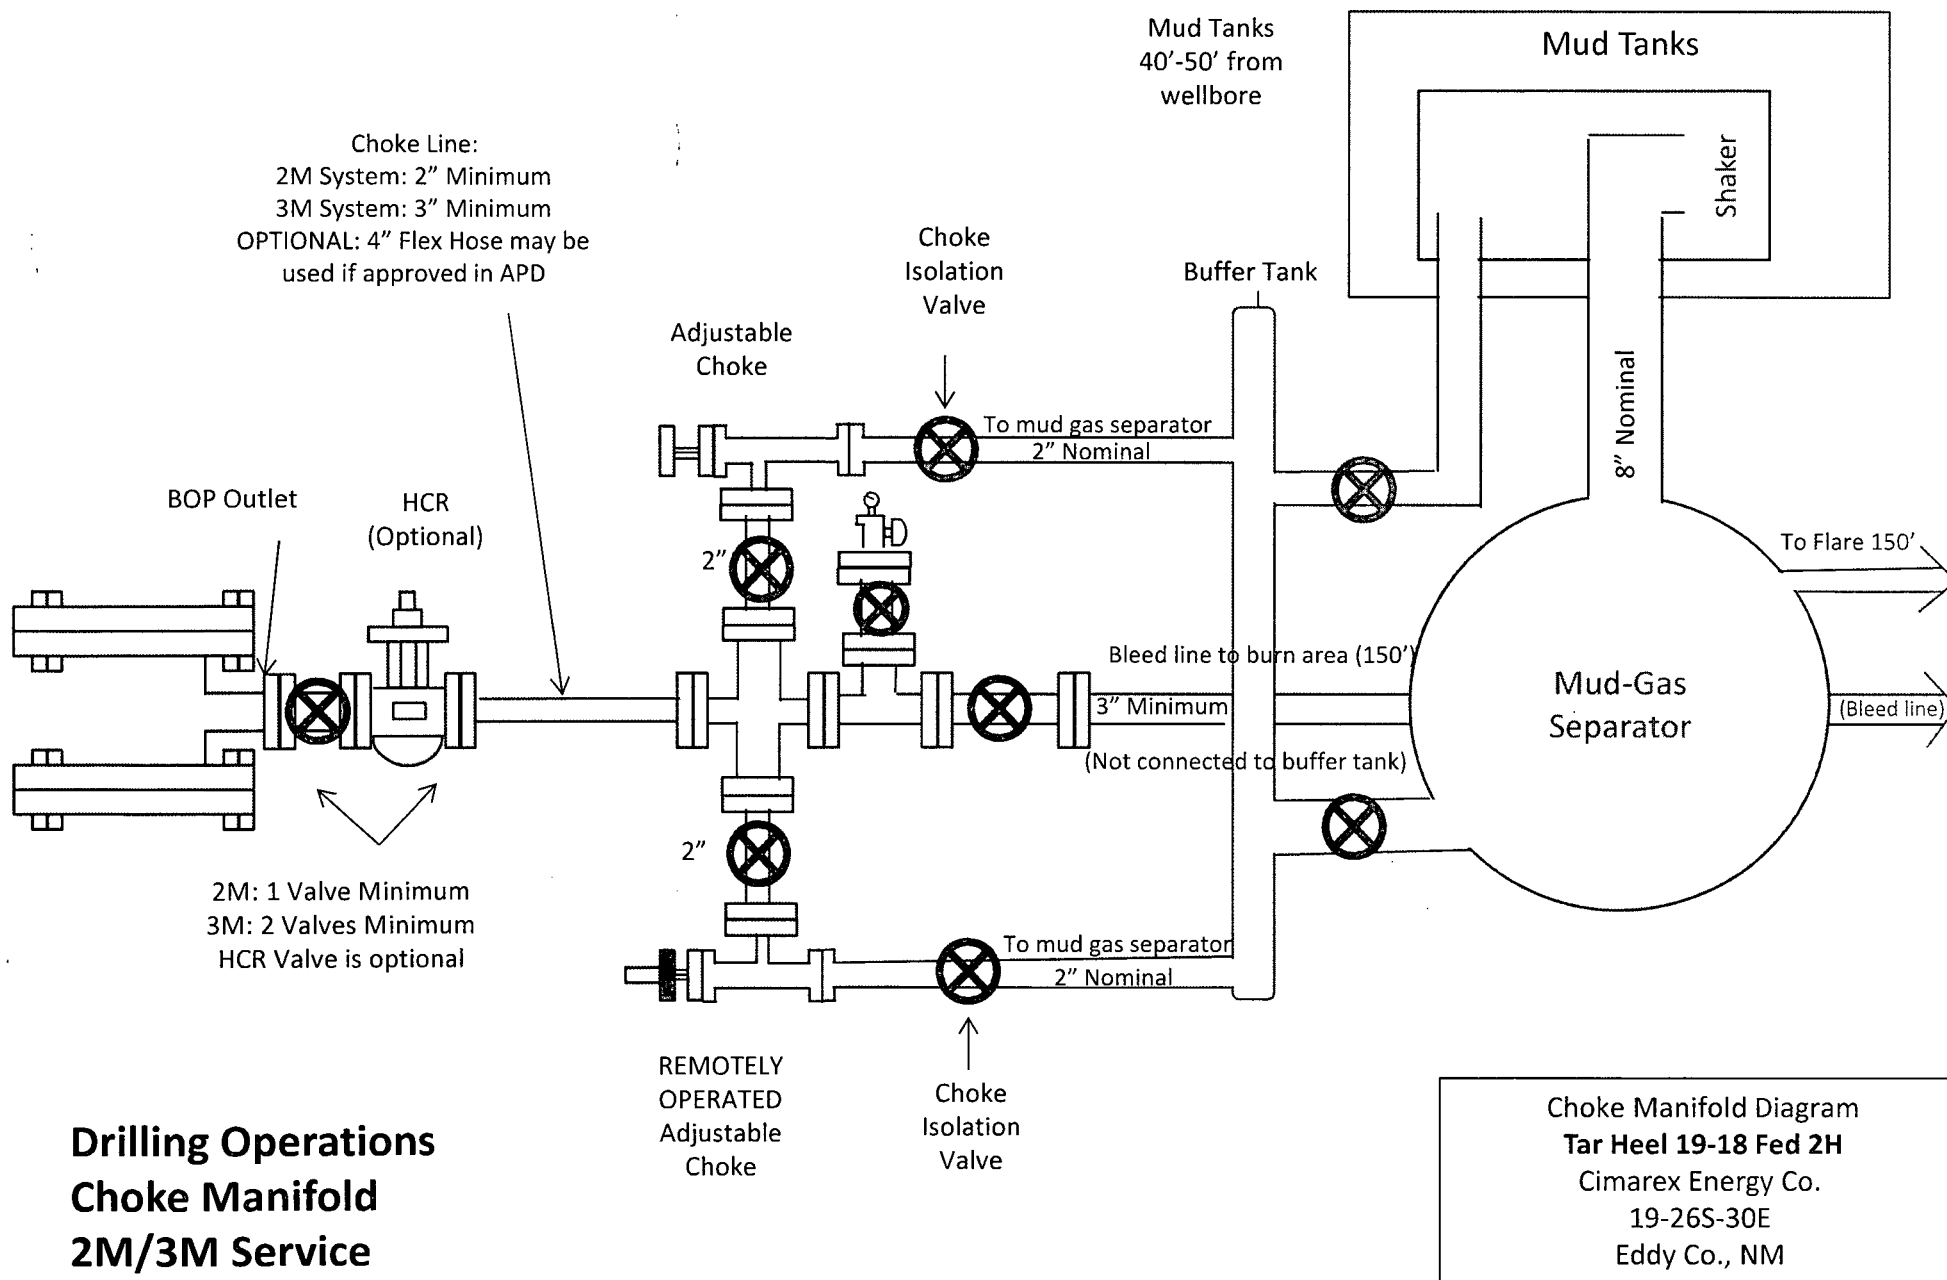 Mud Tanks
40’-50’ from
wellbore
Mud Tanks
Shaker
Choke Line:
2M System: 2” Minimum
3M System: 3” Minimum
OPTIONAL: 4” Flex Hose may be
used if approved in APD
Choke
Isolation
Valve
Buffer Tank
Adjustable
Choke
8” Nominal
To mud gas separator
2” Nominal
BOP Outlet
HCR
(Optional)
2”
To Flare 150’
Bleed line to burn area (150’)
3” Minimum
(Not connected to buffer tank)
Mud-Gas
Separator
(Bleed line)
2”
2M: 1 Valve Minimum
3M: 2 Valves Minimum
HCR Valve is optional
To mud gas separator
2” Nominal
REMOTELY
OPERATED
Adjustable
Choke
Choke
Isolation
Valve
Drilling Operations
Choke Manifold
2M/3M Service
Choke Manifold Diagram
Tar Heel 19-18 Fed 2H
Cimarex Energy Co.
19-26S-30E
Eddy Co., NM